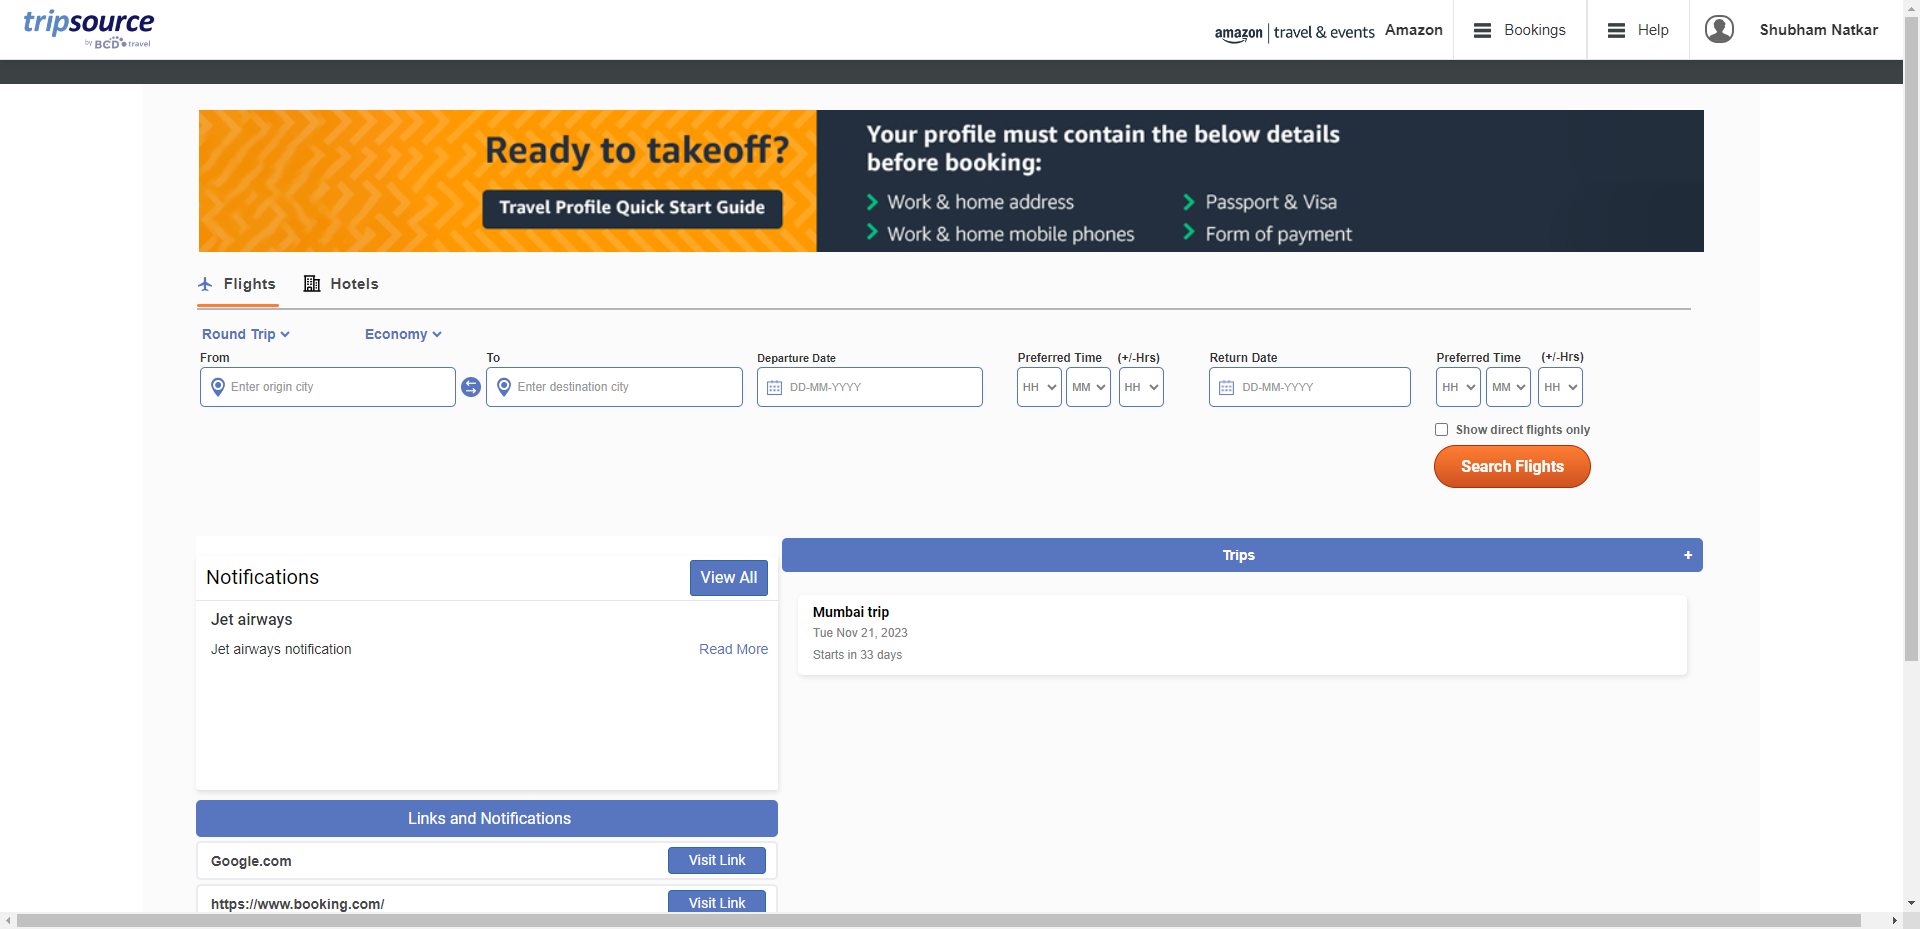 tripsource
by BCD travel
amazon | travel & events Amazon
Bookings
Help
Shubham Natkar
Ready to takeoff?
Travel Profile Quick Start Guide
Your profile must contain the below details
before booking:
Work & home address
Passport & Visa
Work & home mobile phones
Form of payment
Flights
Hotels
Round Trip
Economy
From
To
Departure Date
Preferred Time (+/-Hrs)
Return Date
Preferred Time (+/-Hrs)
Enter origin city
Enter destination city
DD-MM-YYYY
HH MM HH
DD-MM-YYYY
HH MM HH
Show direct flights only
Search Flights
Notifications
View All
Jet airways
Jet airways notification
Read More
Trips +
Mumbai trip
Tue Nov 21, 2023
Starts in 33 days
Links and Notifications
Google.com
Visit Link
https://www.booking.com/
Visit Link